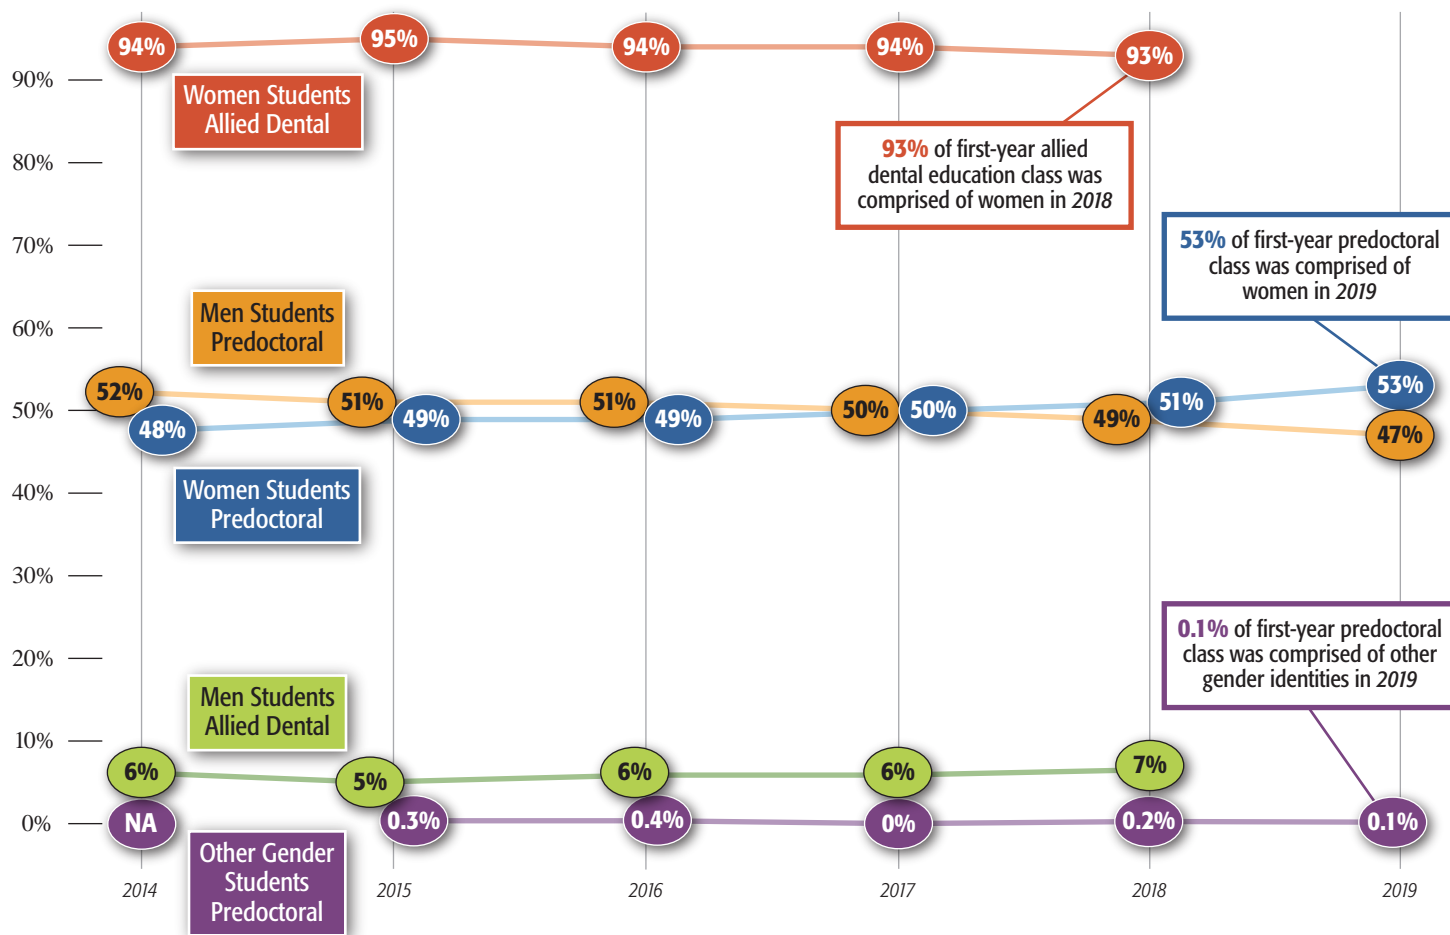 94%
95%
94%
94%
93%
90%
Women Students
Allied Dental
93% of first-year allied
dental education class was
comprised of women in 2018
80%
70%
53% of first-year predoctoral
class was comprised of
women in 2019
Men Students
Predoctoral
60%
52%
51%
51%
50%
49%
47%
50%
48%
49%
49%
50%
51%
53%
Women Students
Predoctoral
40%
30%
20%
0.1% of first-year predoctoral
class was comprised of other
gender identities in 2019
Men Students
Allied Dental
10%
6%
5%
6%
6%
7%
0%
NA
0.3%
0.4%
0%
0.2%
0.1%
Other Gender
Students
Predoctoral
2014
2015
2016
2017
2018
2019